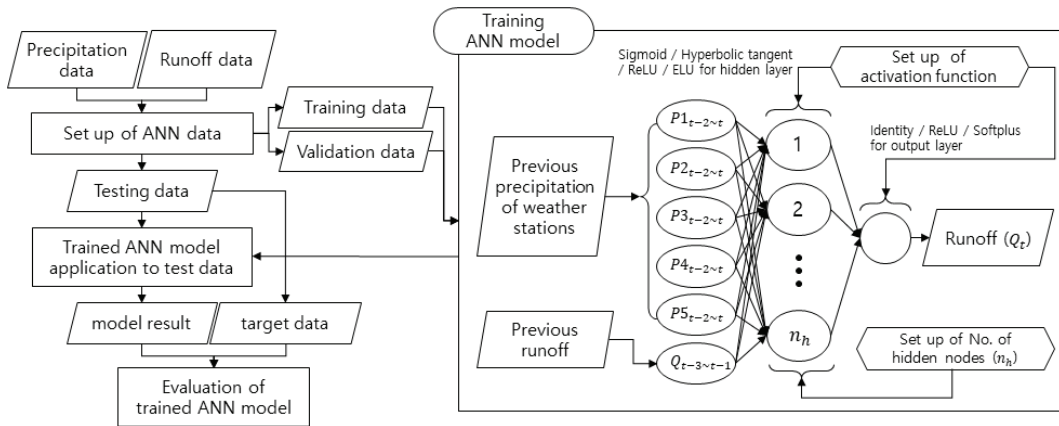 Precipitation
data
Runoff data
Set up of ANN data
Training data
Validation data
Testing data
Trained ANN model
application to test data
model result
target data
Evaluation of
trained ANN model
Training
ANN model
Sigmoid / Hyperbolic tangent
/ ReLU / ELU for hidden layer
Set up of
activation function
Identity / ReLU / Softplus
for output layer
Previous
precipitation
of weather
stations
Previous
runoff
P1t−2~t
P2t−2~t
P3t−2~t
P4t−2~t
P5t−2~t
Qt−3~t−1
1
2
nh
Runoff (Qt)
Set up of No. of
hidden nodes (nh)